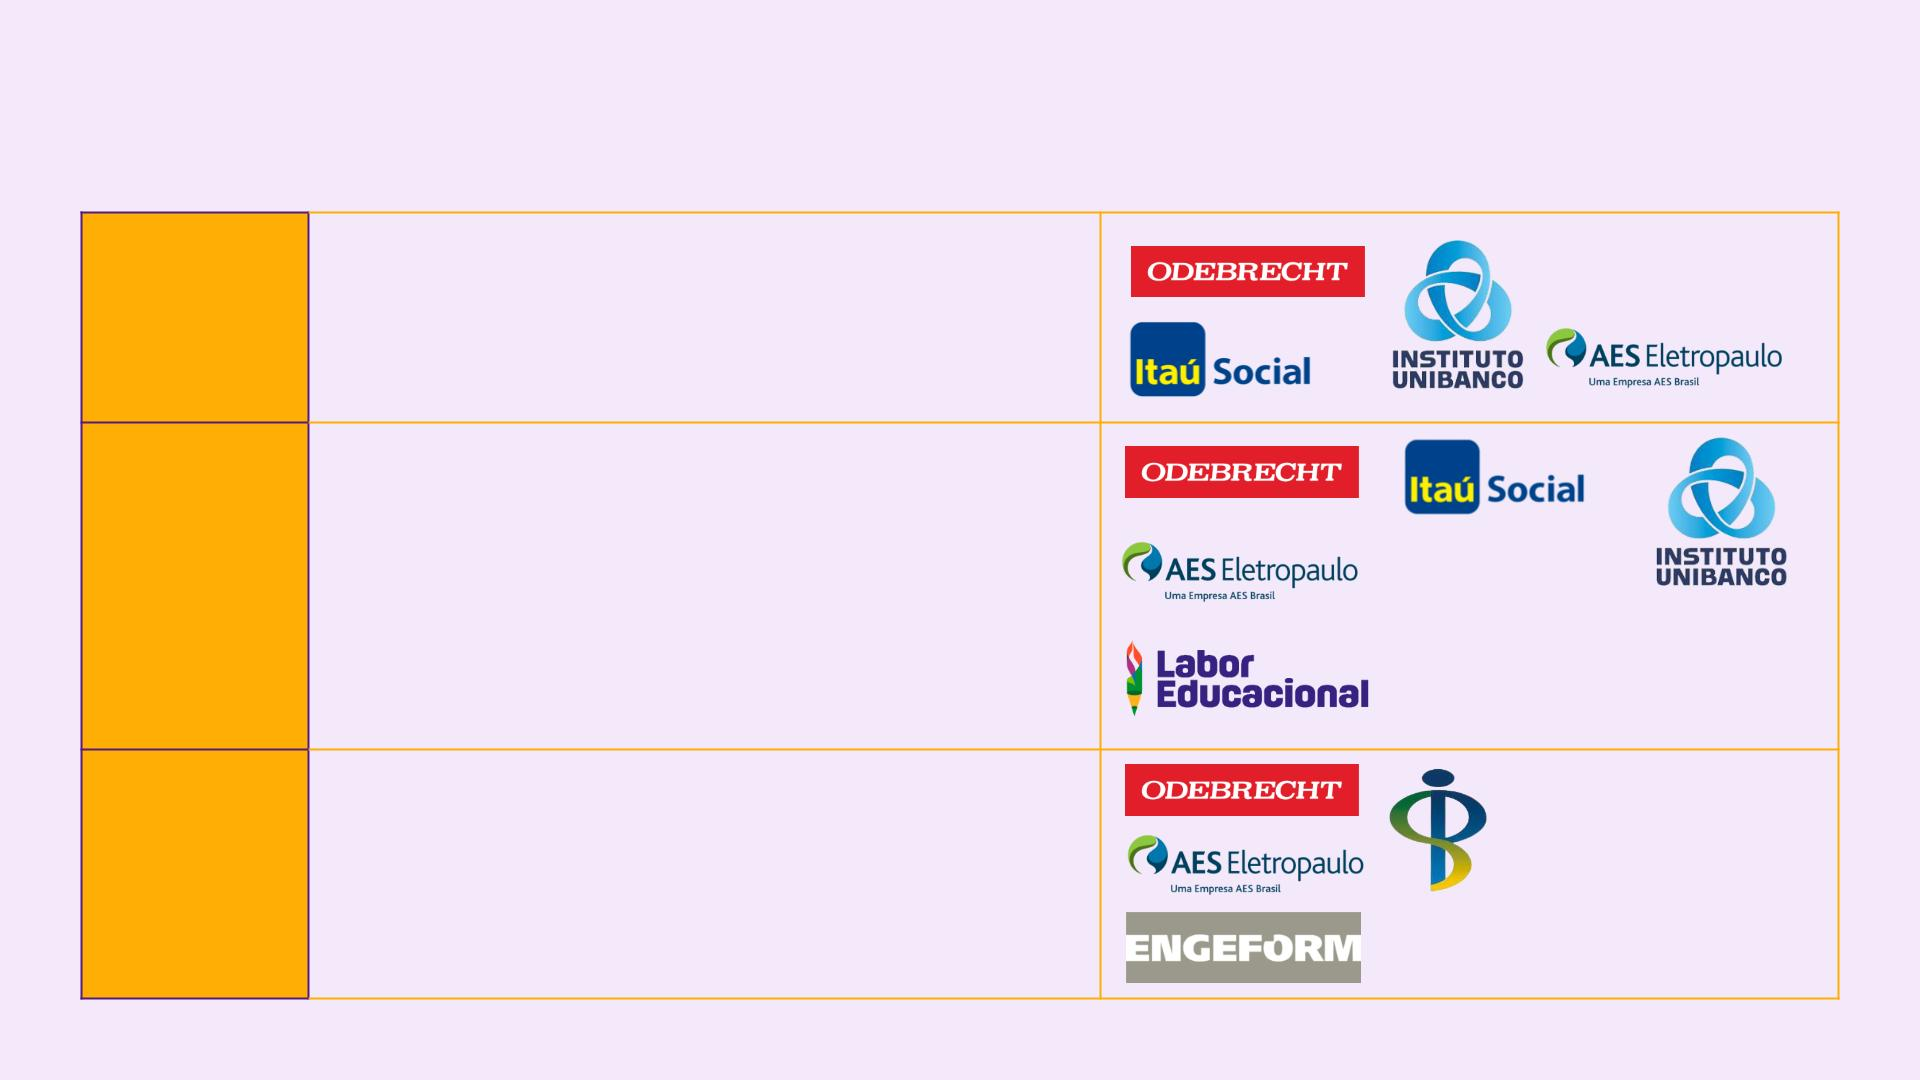 ODEBRECHT
Itaú Social
INSTITUTO
UNIBANCO
AES Eletropaulo
Uma Empresa AES Brasil
ODEBRECHT
Itaú Social
INSTITUTO
UNIBANCO
AES Eletropaulo
Uma Empresa AES Brasil
Labor
Educacional
ODEBRECHT
AES Eletropaulo
Uma Empresa AES Brasil
ENGEFORM